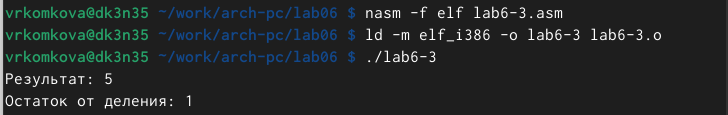 vrkomkova@dk3n35 ~/work/arch-pc/lab06 $ nasm -f elf lab6-3.asm
vrkomkova@dk3n35 ~/work/arch-pc/lab06 $ ld -m elf_i386 -o lab6-3 lab6-3.o
vrkomkova@dk3n35 ~/work/arch-pc/lab06 $ ./lab6-3
Результат: 5
Остаток от деления: 1